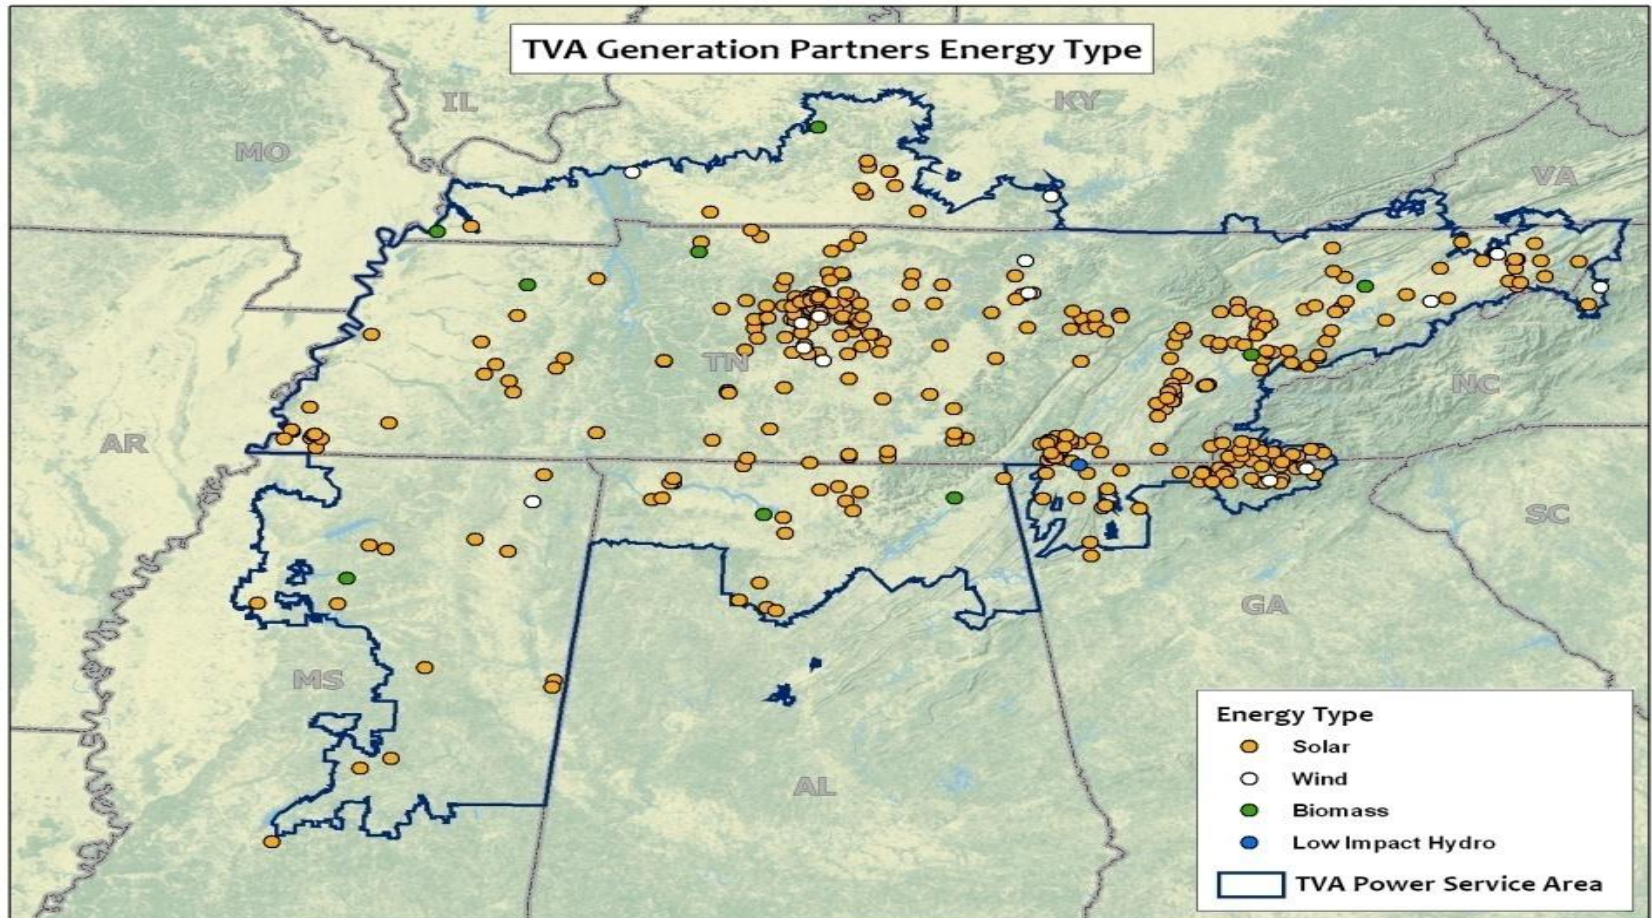 TVA Generation Partners Energy Type
IL
KY
MO
VA
TN
NC
AR
SC
GA
MS
AL
Energy Type
Solar
Wind
Biomass
Low Impact Hydro
TVA Power Service Area